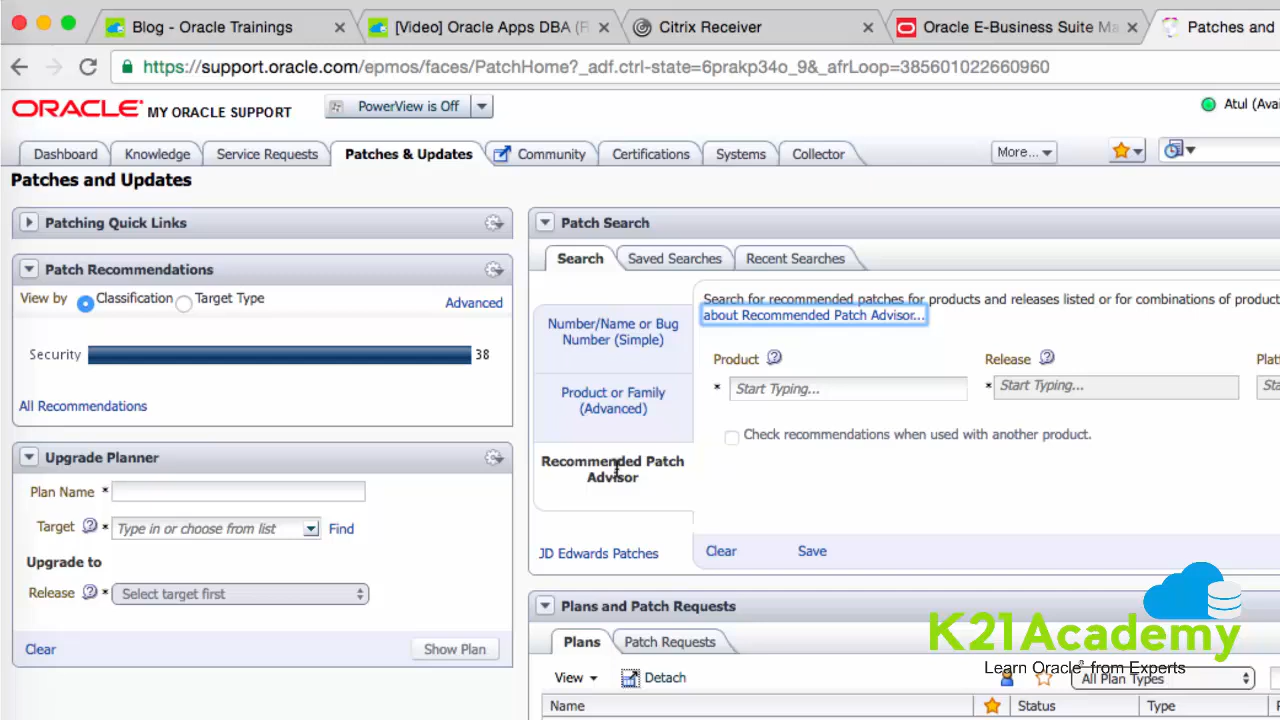 Blog - Oracle Trainings
[Video] Oracle Apps DBA (F
Citrix Receiver
Oracle E-Business Suite Ma
Patches and
https://support.oracle.com/epmos/faces/PatchHome?_adf.ctrl-state=6prakp34o_9&_afrLoop=385601022660960
ORACLE MY ORACLE SUPPORT
PowerView is Off
Atul (Ava
Dashboard
Knowledge
Service Requests
Patches & Updates
Community
Certifications
Systems
Collector
More...
Patches and Updates
Patching Quick Links
Patch Recommendations
View by
Classification
Target Type
Advanced
Security
38
All Recommendations
Upgrade Planner
Plan Name *
Target * Type in or choose from list
Find
Upgrade to
Release * Select target first
Clear
Show Plan
Patch Search
Search
Saved Searches
Recent Searches
Number/Name or Bug
Number (Simple)
Product or Family
(Advanced)
Recommended Patch
Advisor
JD Edwards Patches
Search for recommended patches for products and releases listed or for combinations of product
about Recommended Patch Advisor...
Product
Release
Plat
* Start Typing...
* Start Typing...
Sta
Check recommendations when used with another product.
Clear
Save
Plans and Patch Requests
Plans
Patch Requests
View
Detach
All Plan Types
Name
Status
Type
K21Academy
Learn Oracle from Experts